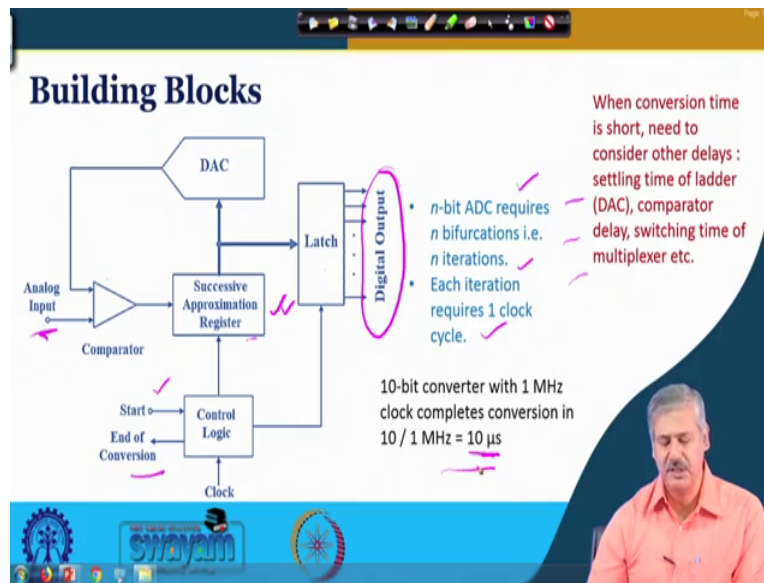 Page
Building Blocks
DAC
Latch
Digital Output
Analog
Input
Comparator
Successive
Approximation
Register
Start
End of
Conversion
Control
Logic
Clock
• n-bit ADC requires
n bifurcations i.e.
n iterations.
• Each iteration
requires 1 clock
cycle.
10-bit converter with 1 MHz
clock completes conversion in
10 / 1 MHz = 10 µs
When conversion time
is short, need to
consider other delays :
settling time of ladder
(DAC), comparator
delay, switching time of
multiplexer etc.
swayam